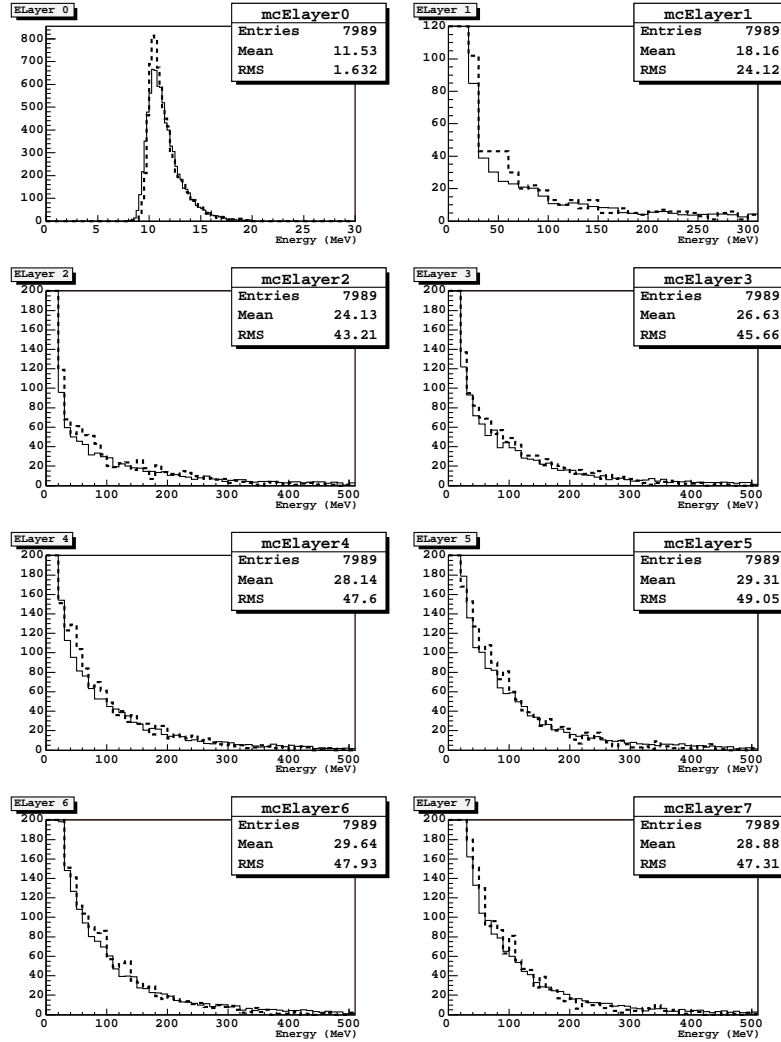 ELayer 0
mcElayer0
Entries 7989
Mean 11.53
RMS 1.632
800
700
600
500
400
300
200
100
0
0 5 10 15 20 25 30
Energy (MeV)
ELayer 1
mcElayer1
Entries 7989
Mean 18.16
RMS 24.12
120
100
80
60
40
20
0
0 50 100 150 200 250 300
Energy (MeV)
ELayer 2
mcElayer2
Entries 7989
Mean 24.13
RMS 43.21
200
180
160
140
120
100
80
60
40
20
0
0 100 200 300 400 500
Energy (MeV)
ELayer 3
mcElayer3
Entries 7989
Mean 26.63
RMS 45.66
200
180
160
140
120
100
80
60
40
20
0
0 100 200 300 400 500
Energy (MeV)
ELayer 4
mcElayer4
Entries 7989
Mean 28.14
RMS 47.6
200
180
160
140
120
100
80
60
40
20
0
0 100 200 300 400 500
Energy (MeV)
ELayer 5
mcElayer5
Entries 7989
Mean 29.31
RMS 49.05
200
180
160
140
120
100
80
60
40
20
0
0 100 200 300 400 500
Energy (MeV)
ELayer 6
mcElayer6
Entries 7989
Mean 29.64
RMS 47.93
200
180
160
140
120
100
80
60
40
20
0
0 100 200 300 400 500
Energy (MeV)
ELayer 7
mcElayer7
Entries 7989
Mean 28.88
RMS 47.31
200
180
160
140
120
100
80
60
40
20
0
0 100 200 300 400 500
Energy (MeV)